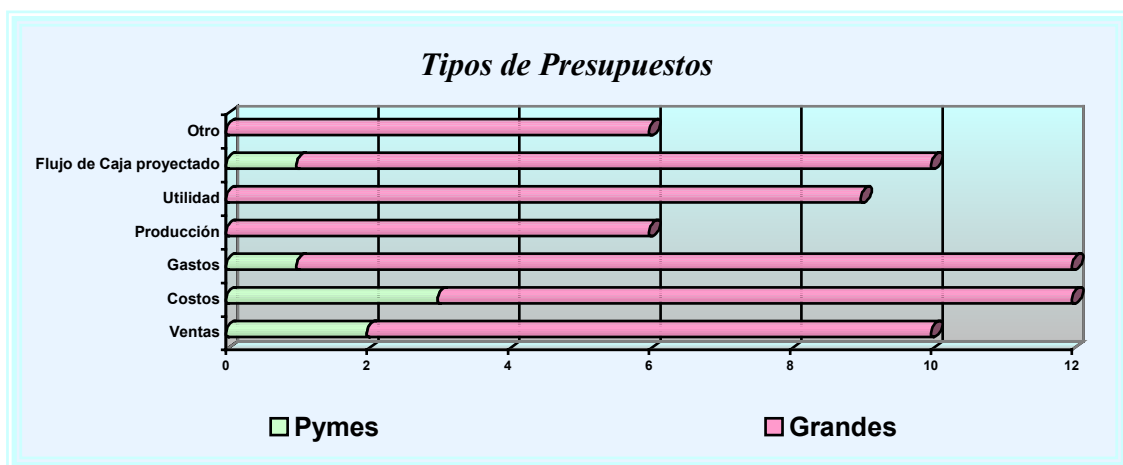 Tipos de Presupuestos
Otro
Flujo de Caja proyectado
Utilidad
Producción
Gastos
Costos
Ventas
0 2 4 6 8 10 12
Pymes Grandes